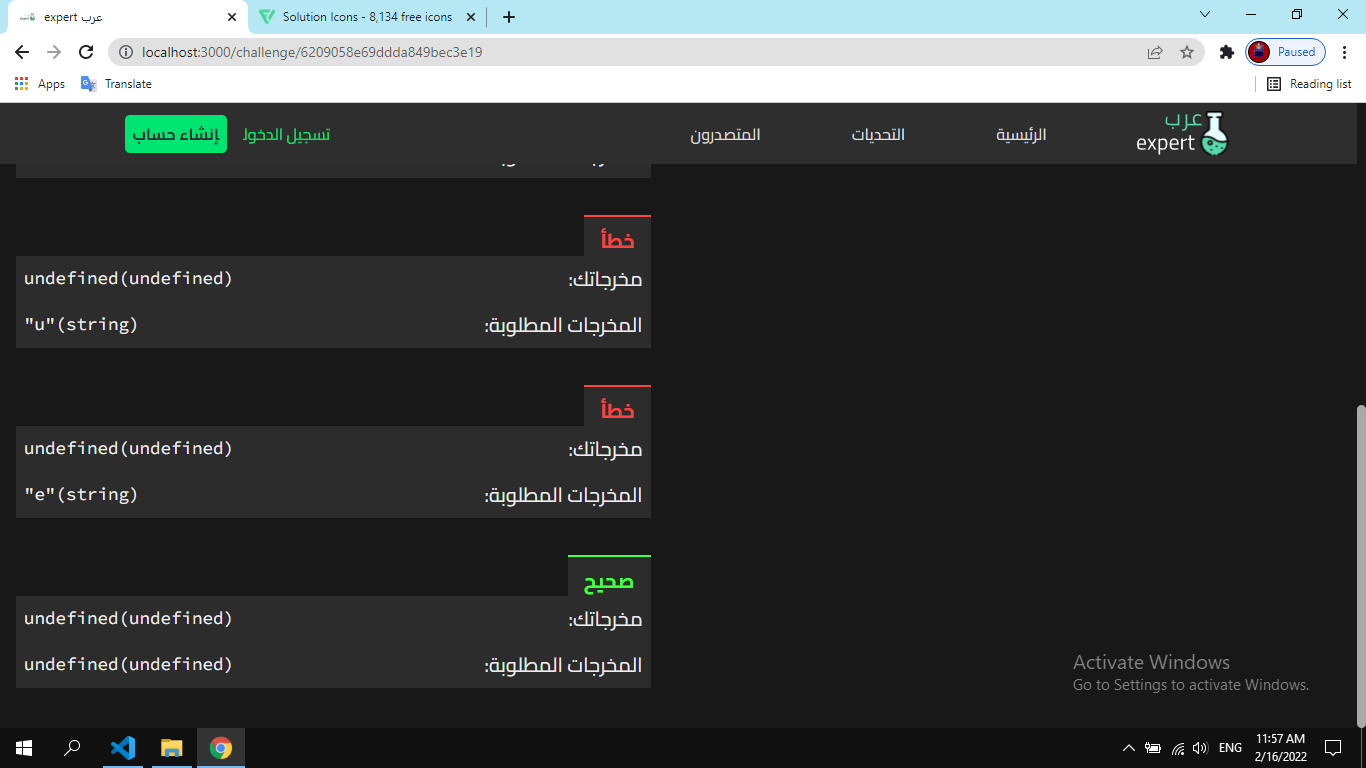 expert عرب
Solution Icons - 8,134 free icons
localhost:3000/challenge/6209058e69ddda849bec3e19
Paused
Apps
Translate
Reading list
عرب
expert
الرئيسية
التحديات
المتصدرون
تسجيل الدخول
إنشاء حساب
خطأ
مخرجاتك: undefined(undefined)
المخرجات المطلوبة: "u"(string)
خطأ
مخرجاتك: undefined(undefined)
المخرجات المطلوبة: "e"(string)
صحيح
مخرجاتك: undefined(undefined)
المخرجات المطلوبة: undefined(undefined)
Activate Windows
Go to Settings to activate Windows.
ENG
11:57 AM
2/16/2022